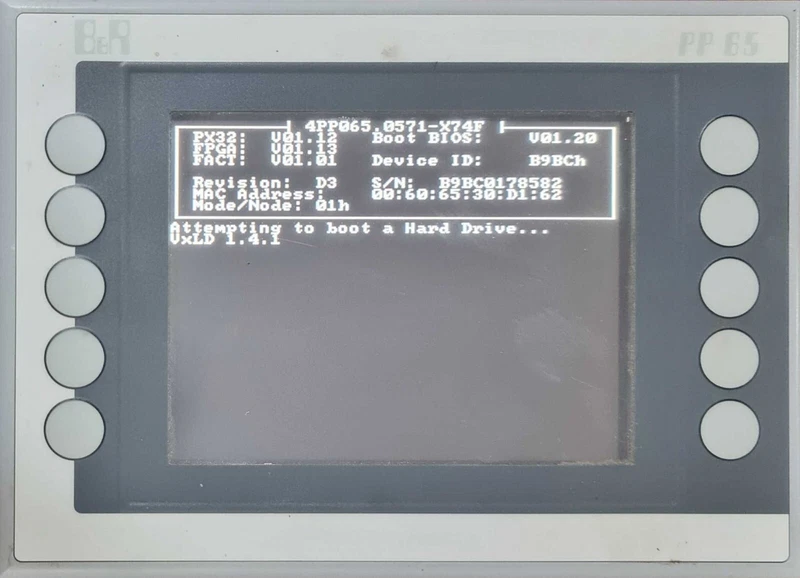 B&R
PP 65
4PP065.0571-X74F
PX32: V01.12 Boot BIOS: V01.20
FPGA: V01.13
FACT: V01.01 Device ID: B9BCh
Revision: D3 S/N: B9BC0178582
MAC Address: 00:60:65:30:D1:62
Mode/Node: 01h
Attempting to boot a Hard Drive...
VxLD 1.4.1